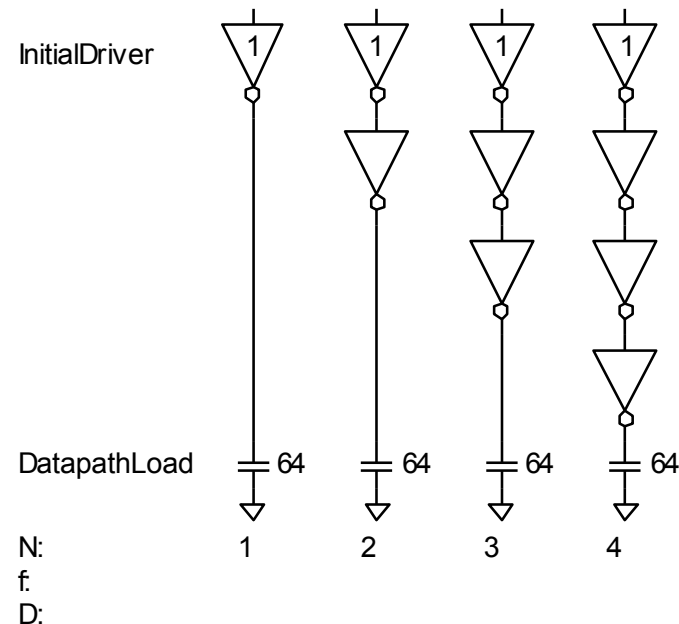 InitialDriver 1 1 1 1
DatapathLoad 64 64 64 64
N: 1 2 3 4
f:
D: